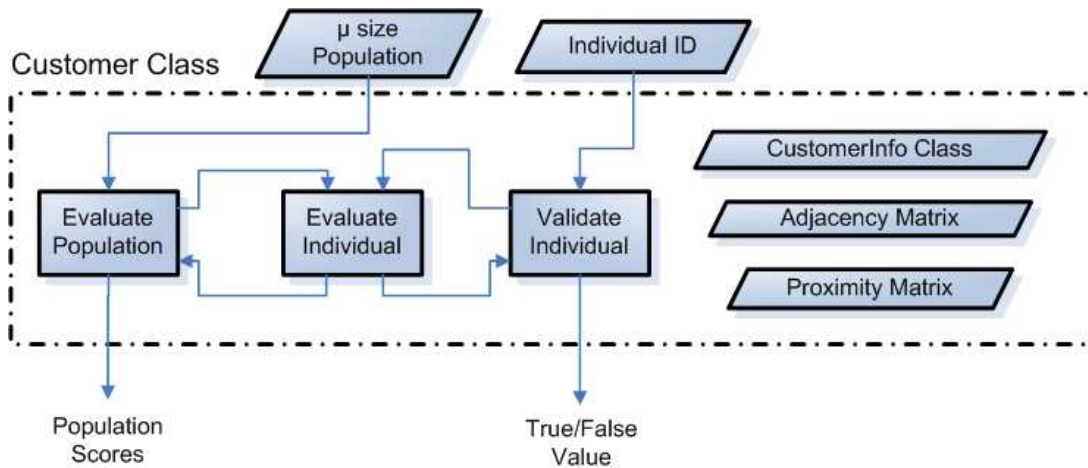 µ size
Population
Individual ID
Customer Class
CustomerInfo Class
Evaluate
Population
Evaluate
Individual
Validate
Individual
Adjacency Matrix
Proximity Matrix
Population
Scores
True/False
Value